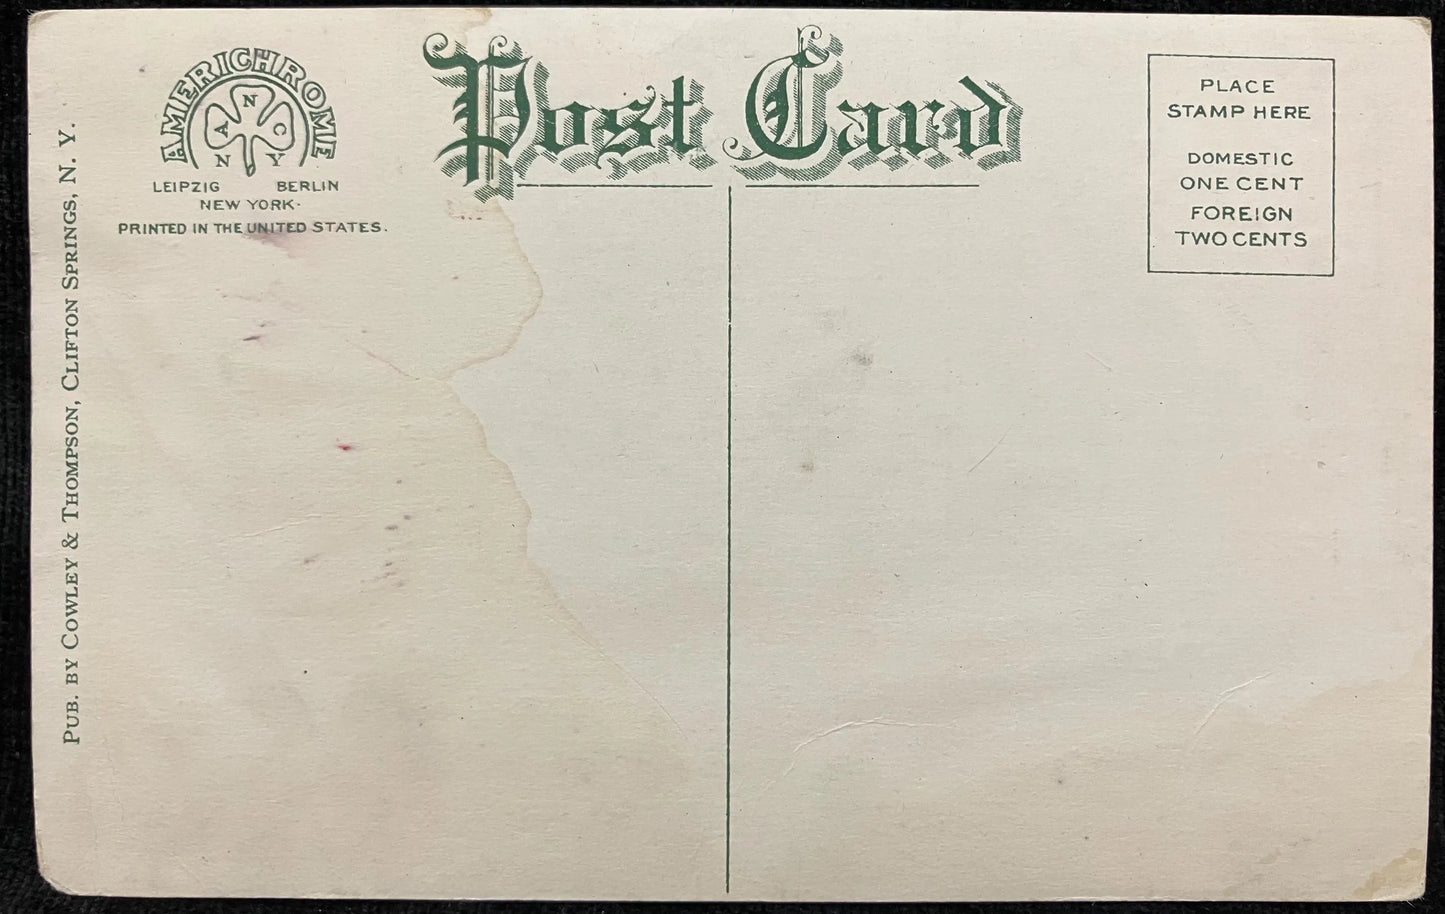 AMERICHROME
N
A C
N Y
LEIPZIG BERLIN
NEW YORK·
PRINTED IN THE UNITED STATES.
Post Card
PLACE
STAMP HERE
DOMESTIC
ONE CENT
FOREIGN
TWO CENTS
PUB. BY COWLEY & THOMPSON, CLIFTON SPRINGS, N. Y.